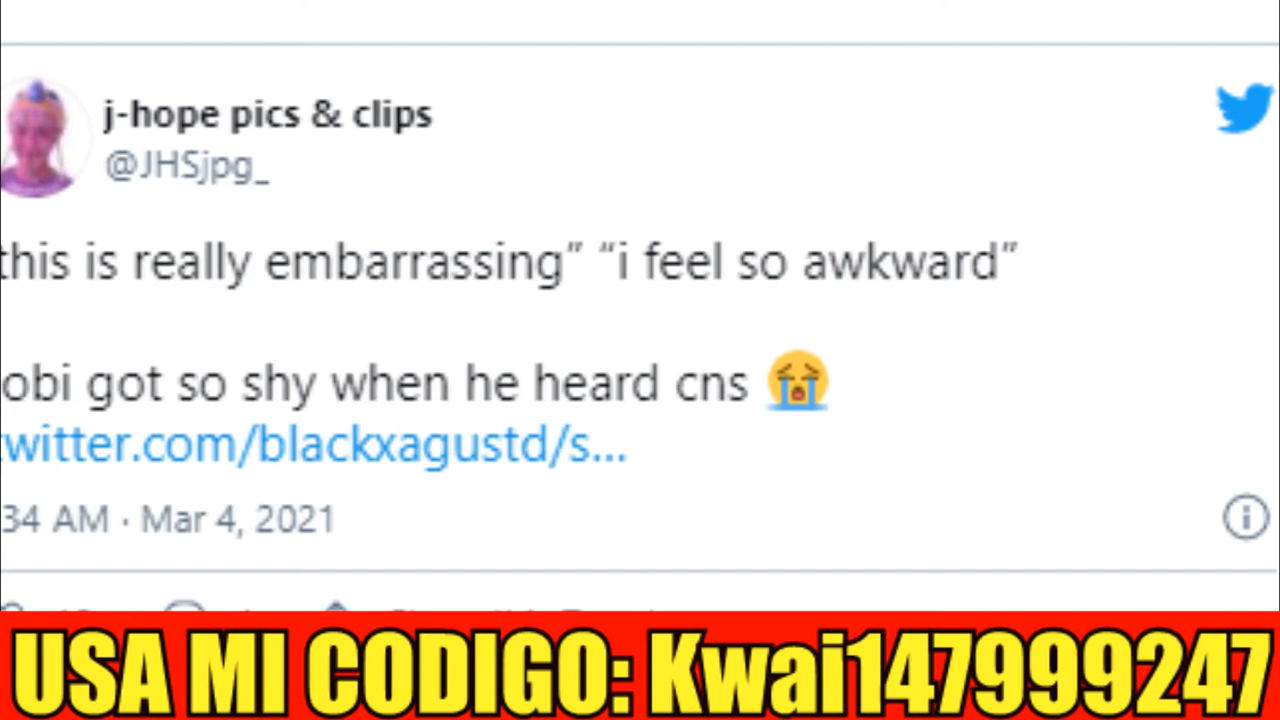 j-hope pics & clips
@JHSjpg_
this is really embarrassing” “i feel so awkward”
obi got so shy when he heard cns 😭
twitter.com/blackxagustd/s...
34 AM · Mar 4, 2021
USA MI CODIGO: Kwai147999247